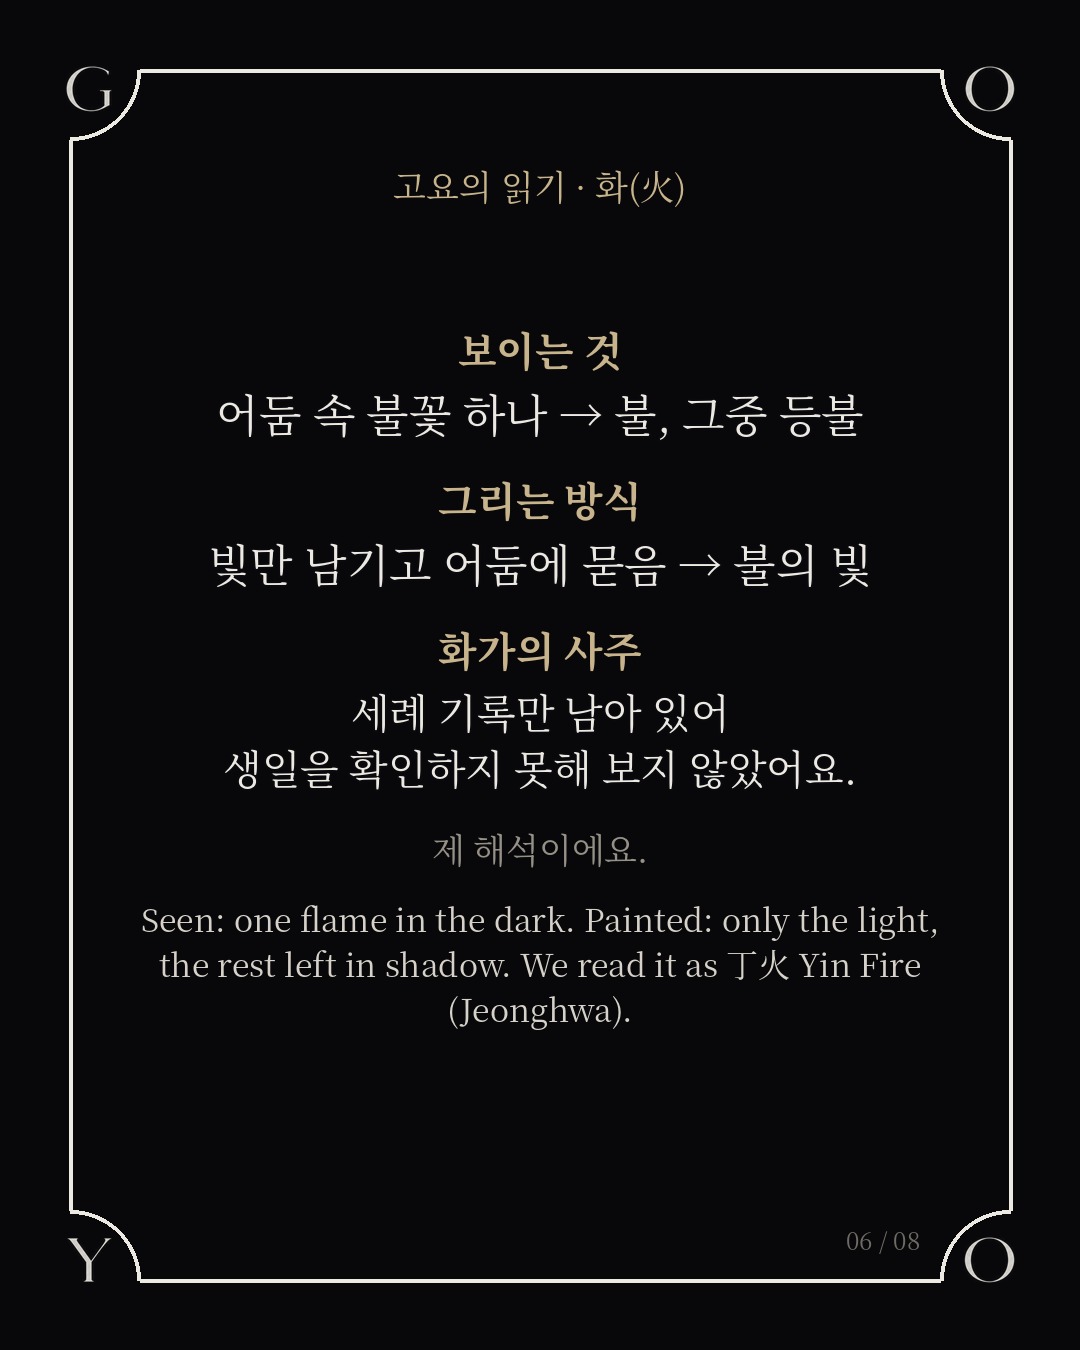 G O
고요의 읽기 · 화(火)
보이는 것
어둠 속 불꽃 하나 → 불, 그중 등불
그리는 방식
빛만 남기고 어둠에 묻음 → 불의 빛
화가의 사주
세례 기록만 남아 있어
생일을 확인하지 못해 보지 않았어요.
제 해석이에요.
Seen: one flame in the dark. Painted: only the light,
the rest left in shadow. We read it as 丁火 Yin Fire
(Jeonghwa).
06 / 08
Y O